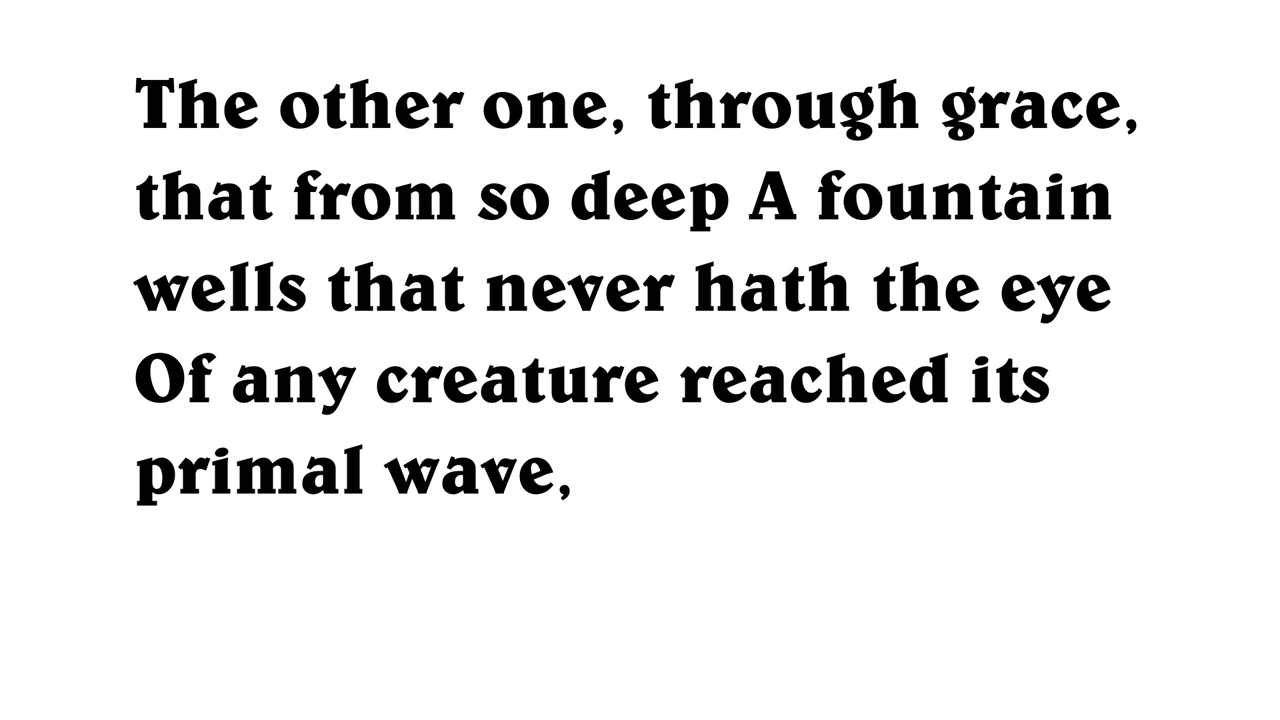 The other one, through grace,
that from so deep A fountain
wells that never hath the eye
Of any creature reached its
primal wave,